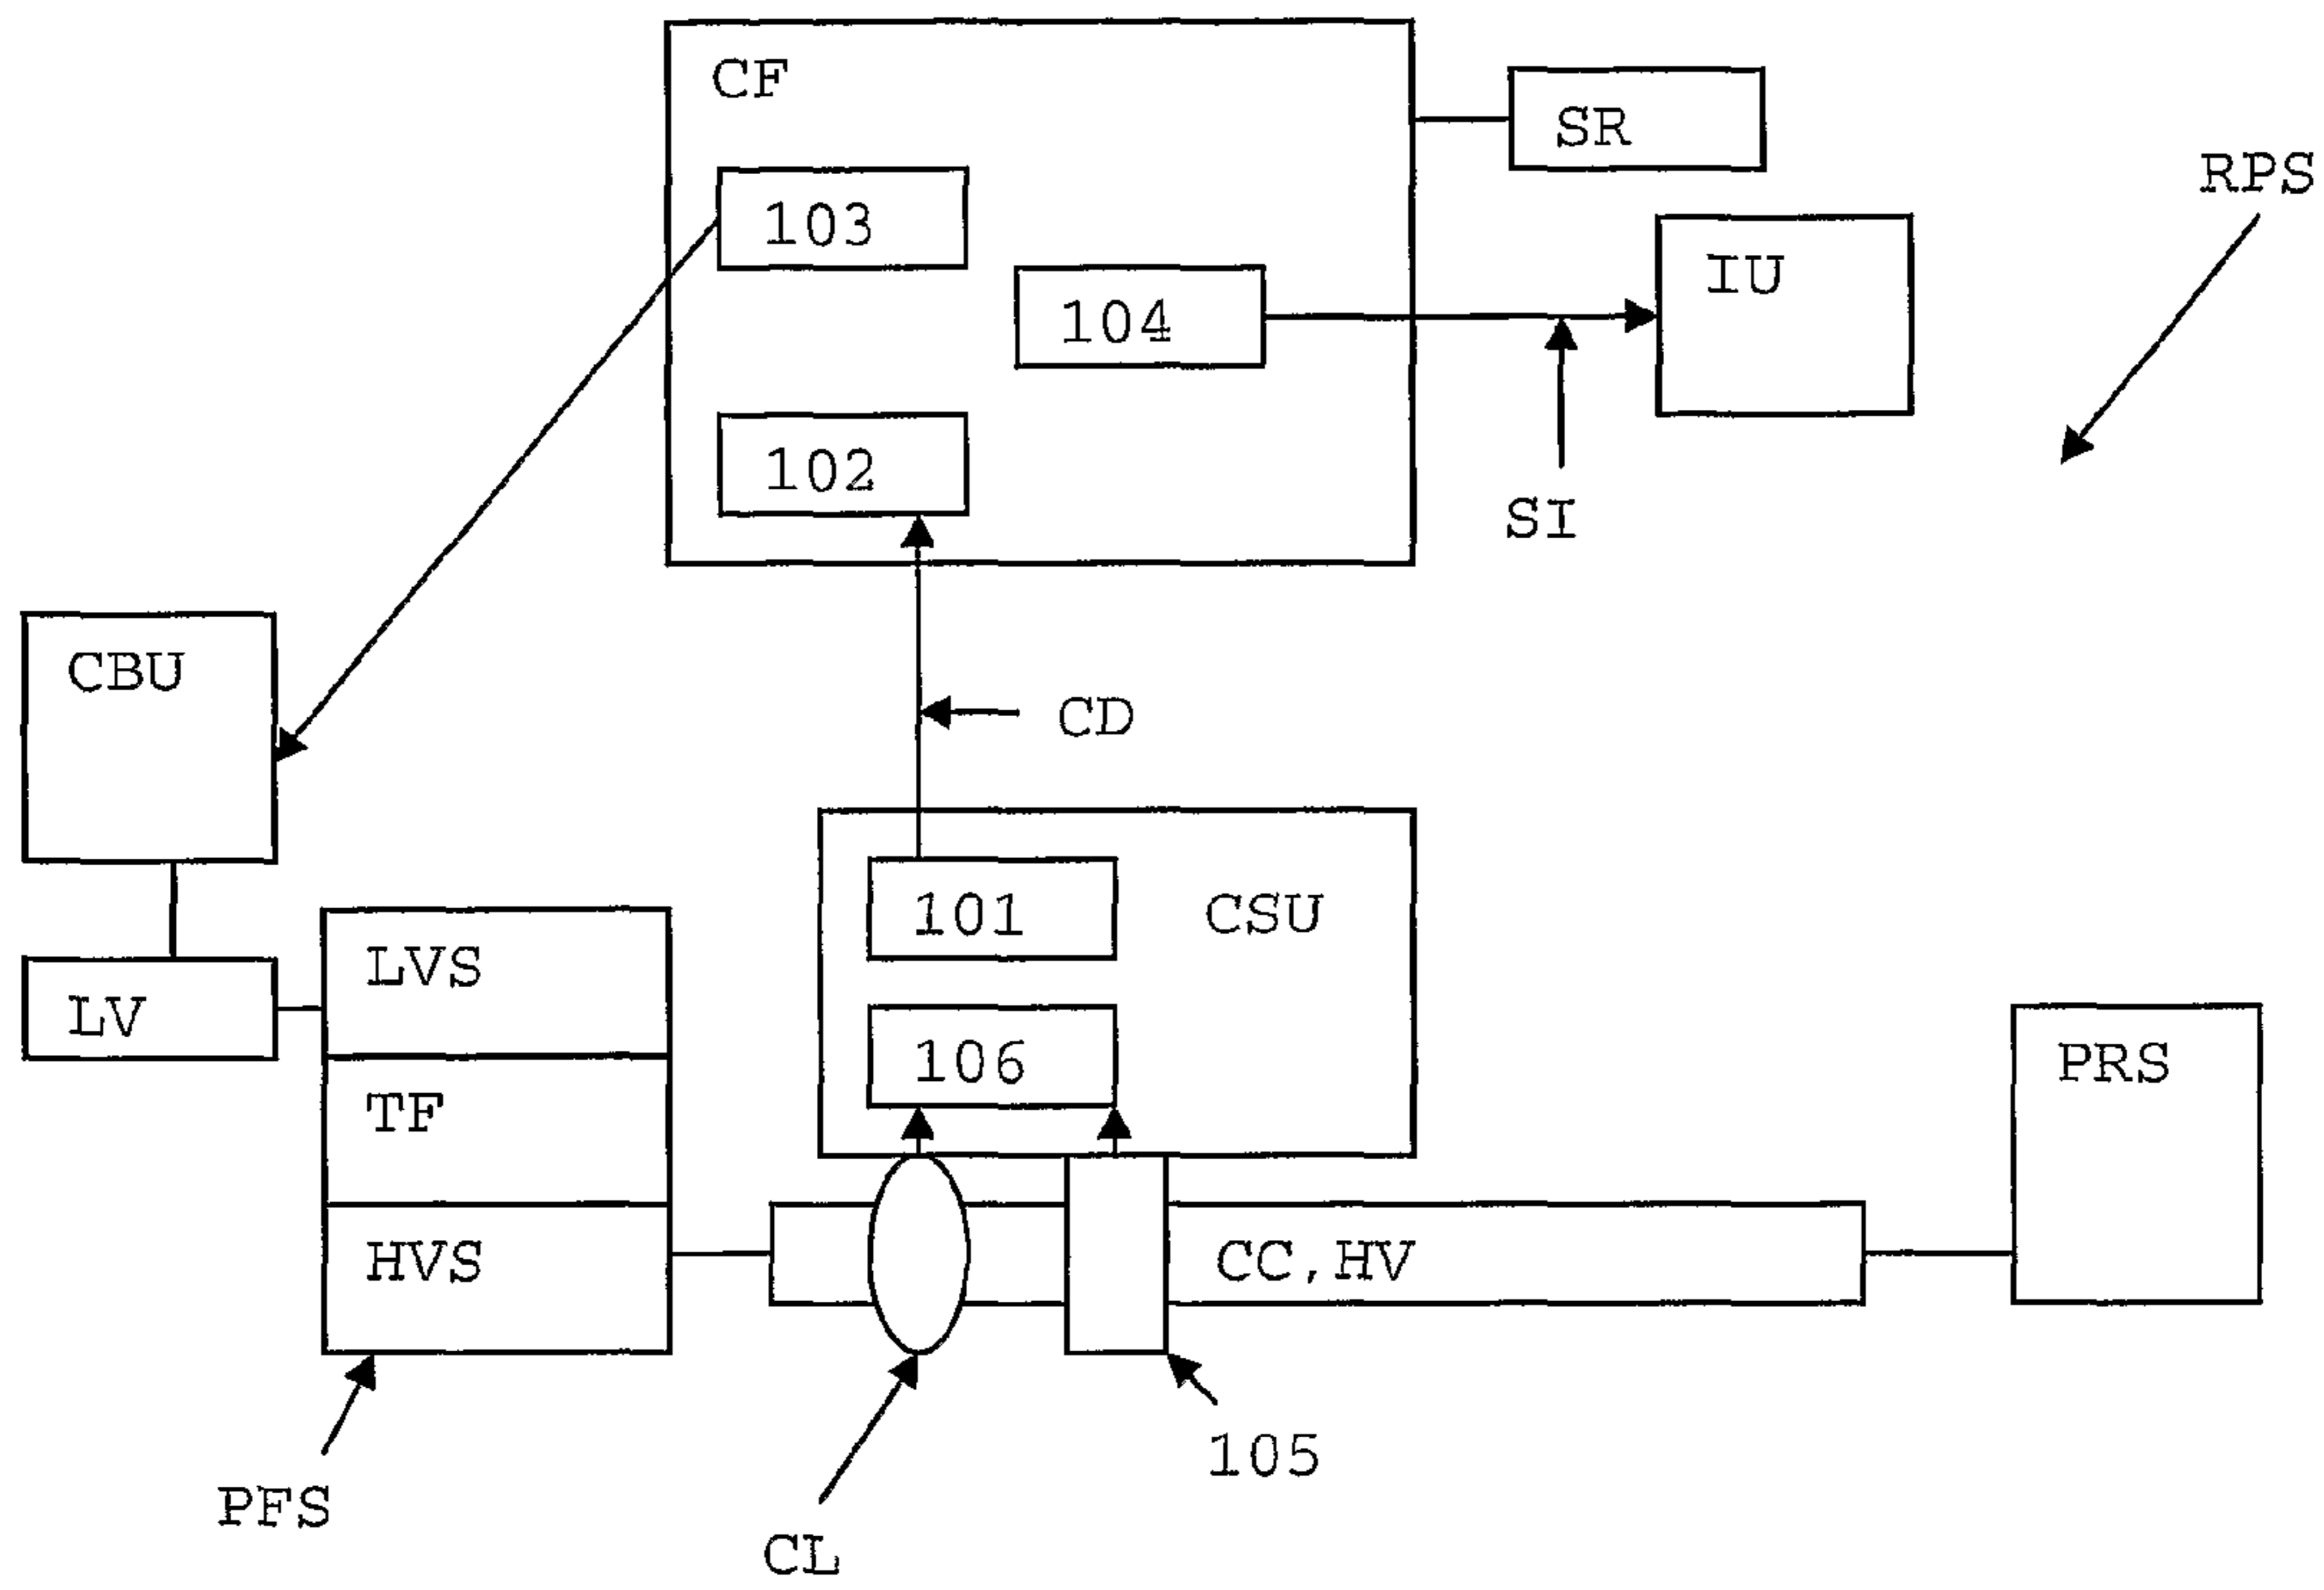 CF
SR
RPS
103
IU
104
102
SI
CBU
CD
101 CSU
LVS
LV
106
PRS
TF
HVS
CC,HV
105
PFS
CL